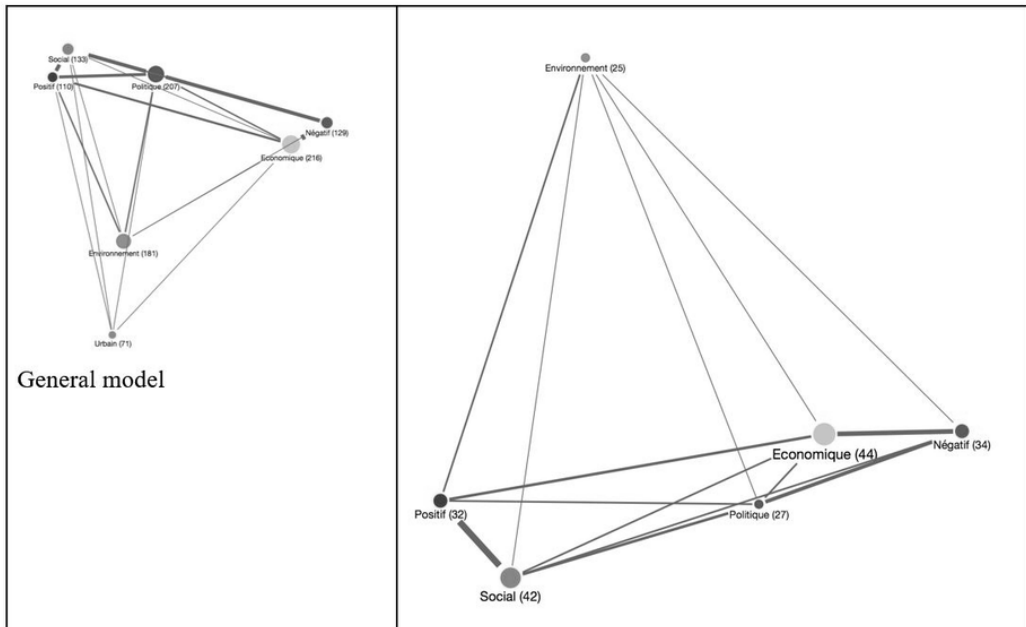 Social (133)
Positif (110)
Politique (207)
Négatif (129)
Economique (216)
Environnement (181)
Urbain (71)
General model
Environnement (25)
Economique (44)
Négatif (34)
Positif (32)
Politique (27)
Social (42)